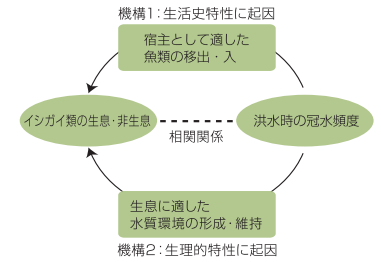 機構1：生活史特性に起因
宿主として適した
魚類の移出・入
イシガイ類の生息・非生息
洪水時の冠水頻度
相関関係
生息に適した
水質環境の形成・維持
機構2：生理的特性に起因